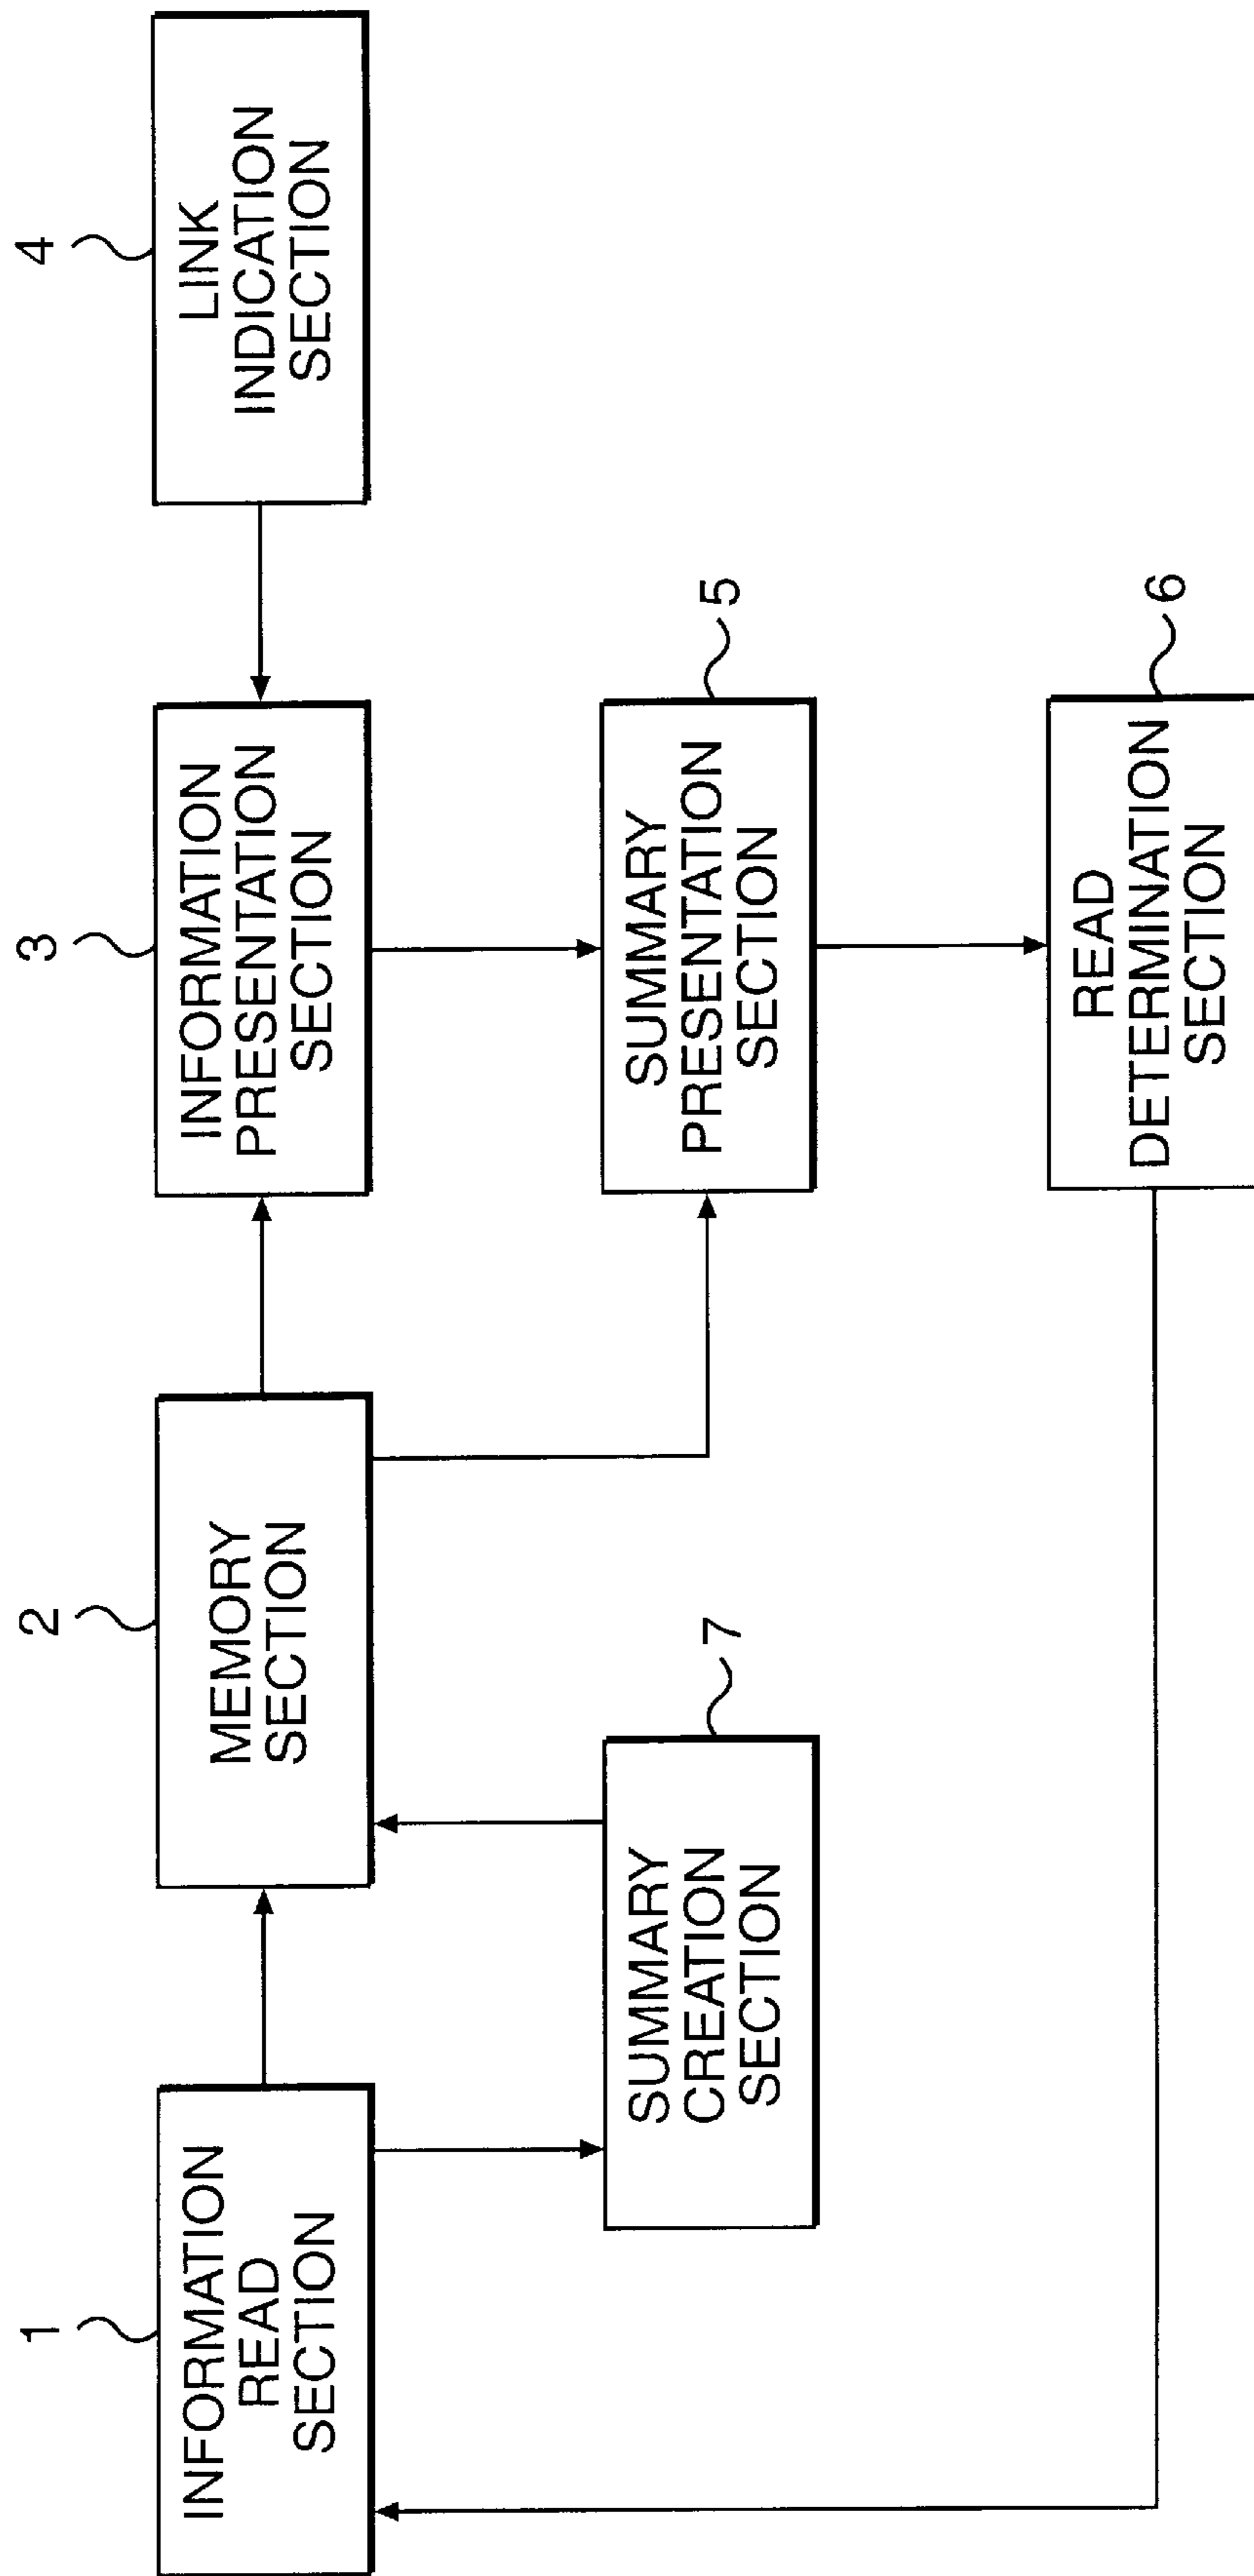 1
INFORMATION
READ
SECTION
2
MEMORY
SECTION
3
INFORMATION
PRESENTATION
SECTION
4
LINK
INDICATION
SECTION
7
SUMMARY
CREATION
SECTION
5
SUMMARY
PRESENTATION
SECTION
6
READ
DETERMINATION
SECTION